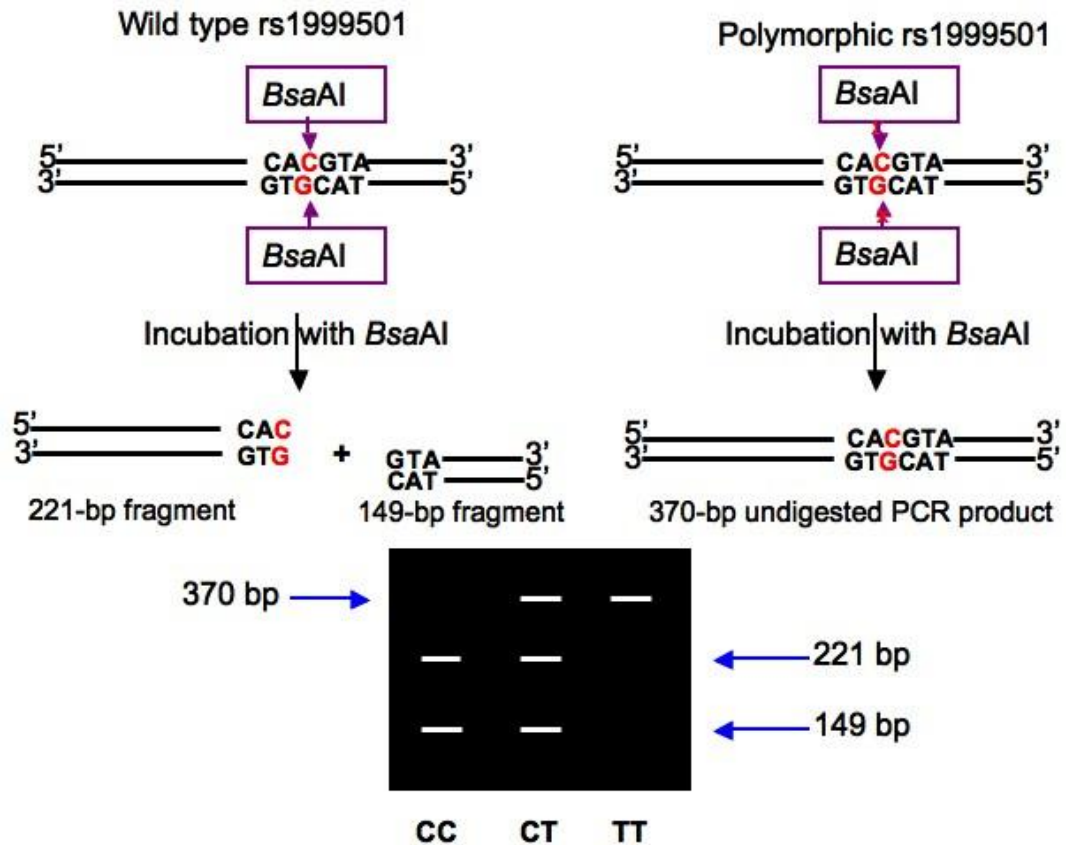 Wild type rs1999501
BsaAI
5’ CACGTA 3’
3’ GTGCAT 5’
BsaAI
Incubation with BsaAI
5’ CAC
3’ GTG
+
GTA 3’
CAT 5’
221-bp fragment
149-bp fragment
Polymorphic rs1999501
BsaAI
5’ CACGTA 3’
3’ GTGCAT 5’
BsaAI
Incubation with BsaAI
5’ CACGTA 3’
3’ GTGCAT 5’
370-bp undigested PCR product
370 bp
221 bp
149 bp
CC CT TT